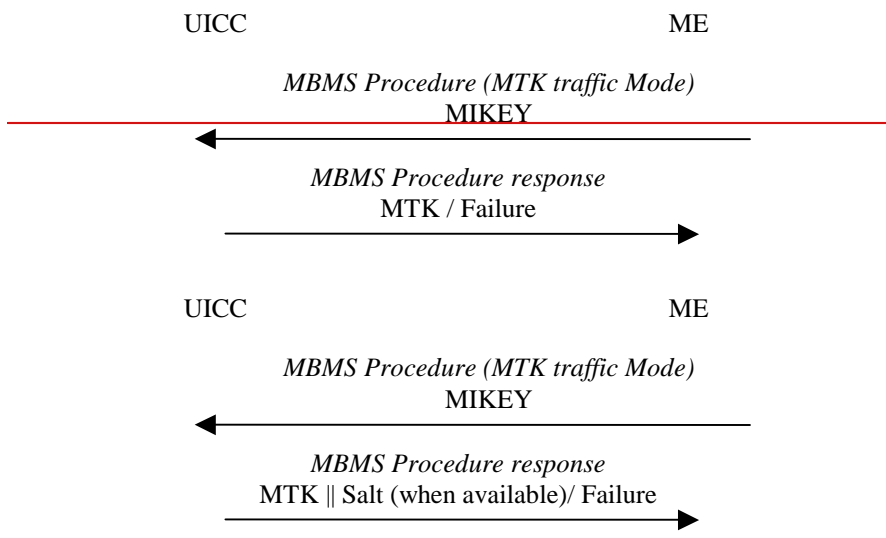 UICC ME
MBMS Procedure (MTK traffic Mode)
MIKEY
MBMS Procedure response
MTK / Failure
UICC ME
MBMS Procedure (MTK traffic Mode)
MIKEY
MBMS Procedure response
MTK || Salt (when available)/ Failure